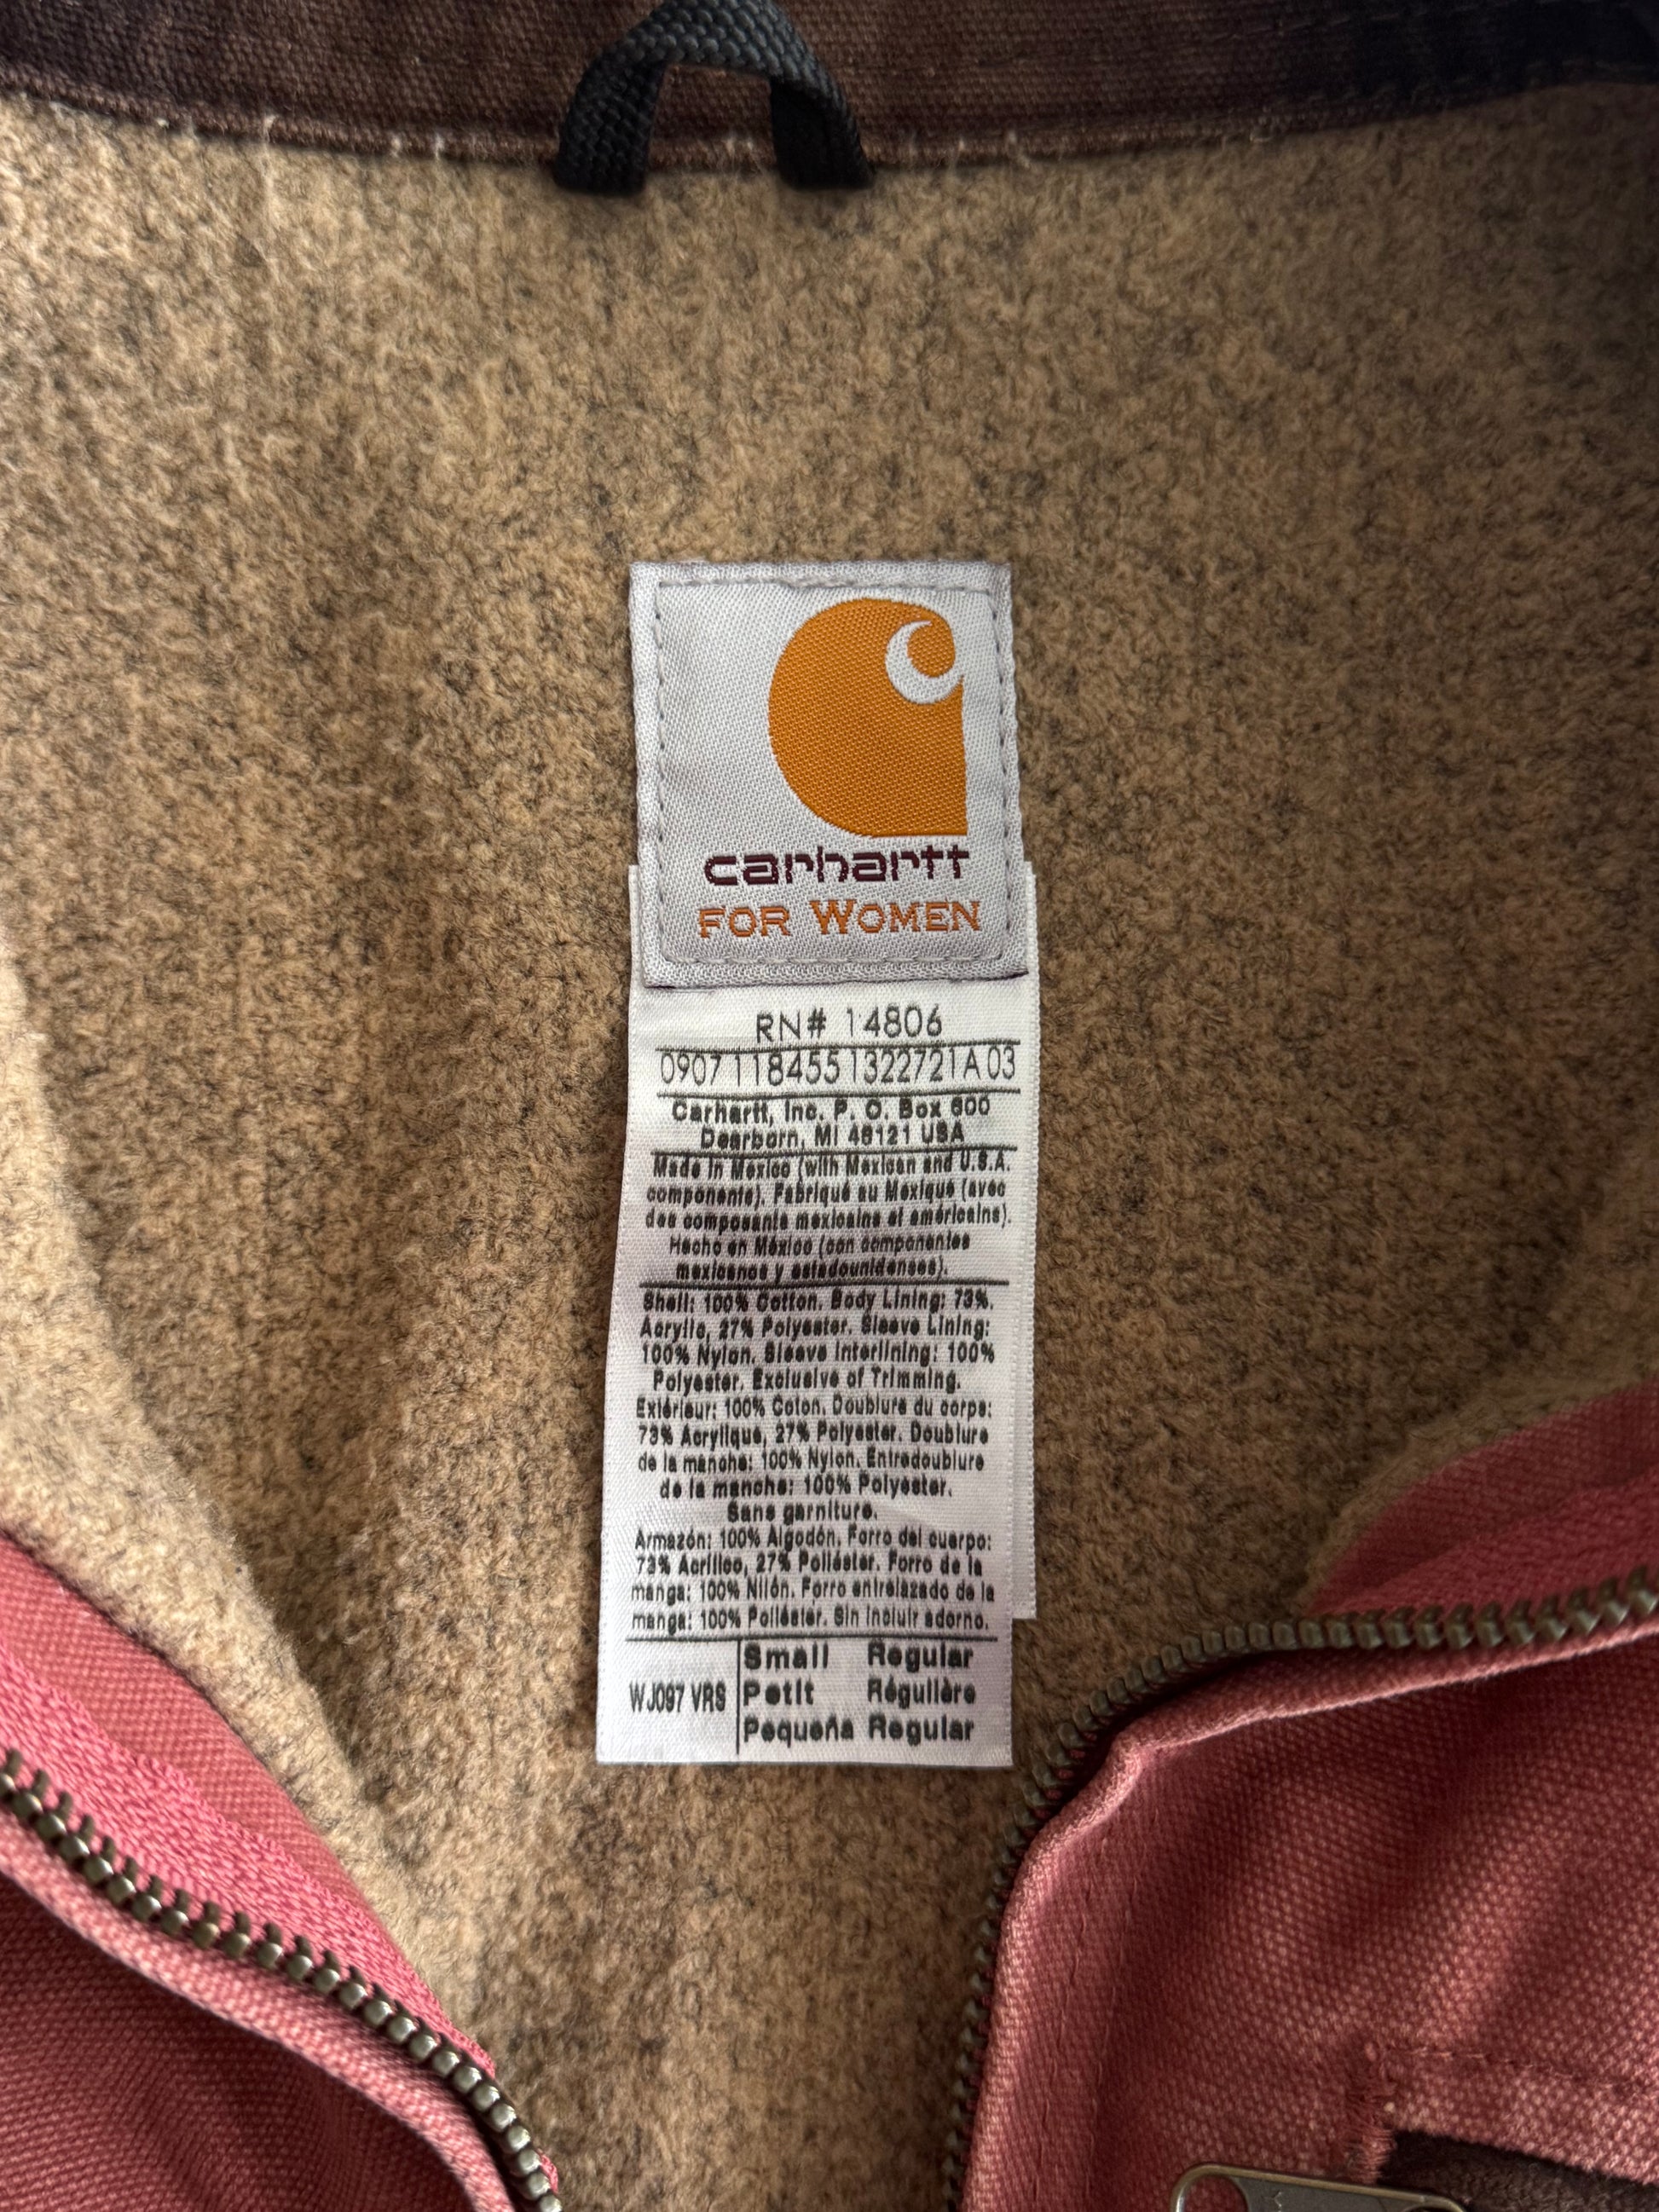 carhartt
FOR WOMEN
RN# 14806
0907 118455 1322721A 03
Carhartt, Inc. P. O. Box 600
Dearborn, MI 48121 USA
Made in Mexico (with Mexican and U.S.A.
components). Fabriqué au Mexique (avec
des composants mexicains et américains).
Hecho en México (con componentes
mexicanos y estadounidenses).
Shell: 100% Cotton. Body Lining: 73%.
Acrylic, 27% Polyester. Sleeve Lining:
100% Nylon. Sleeve Interlining: 100%
Polyester. Exclusive of Trimming.
Extérieur: 100% Coton. Doublure du corps:
73% Acrylique, 27% Polyester. Doublure
de la manche: 100% Nylon. Entredoublure
de la manche: 100% Polyester.
Sans garniture.
Armazón: 100% Algodón. Forro del cuerpo:
73% Acrílico, 27% Poliéster. Forro de la
manga: 100% Nilón. Forro entrelazado de la
manga: 100% Poliéster. Sin incluir adorno.
WJ097 VRS
Small Regular
Petit Régulière
Pequeña Regular